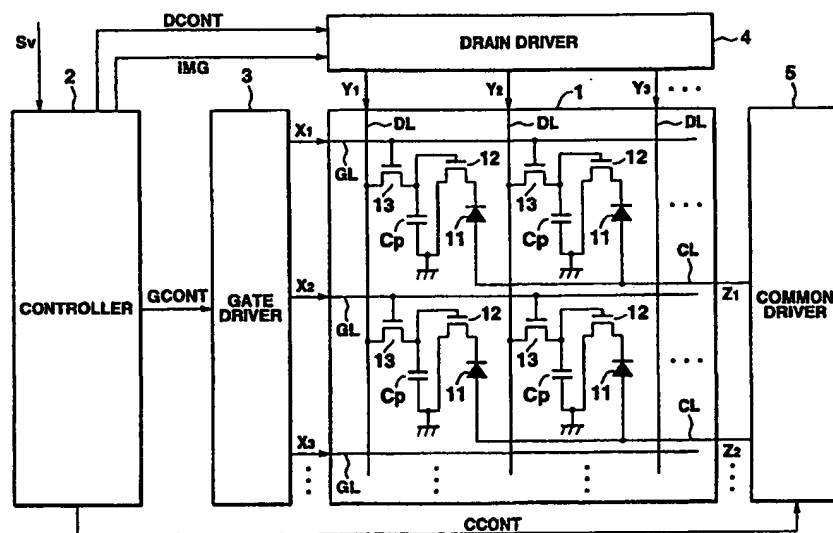 DCONT
Sv
IMG
DRAIN DRIVER
4
2
3
Y1 Y2 Y3
1
5
X1
DL DL DL
GL
12 12
13 13
Cp 11 Cp 11
CL
Z1
CONTROLLER
GCONT
GATE DRIVER
COMMON DRIVER
X2
GL
12 12
13 13
Cp 11 Cp 11
CL
Z2
X3
GL
CCONT